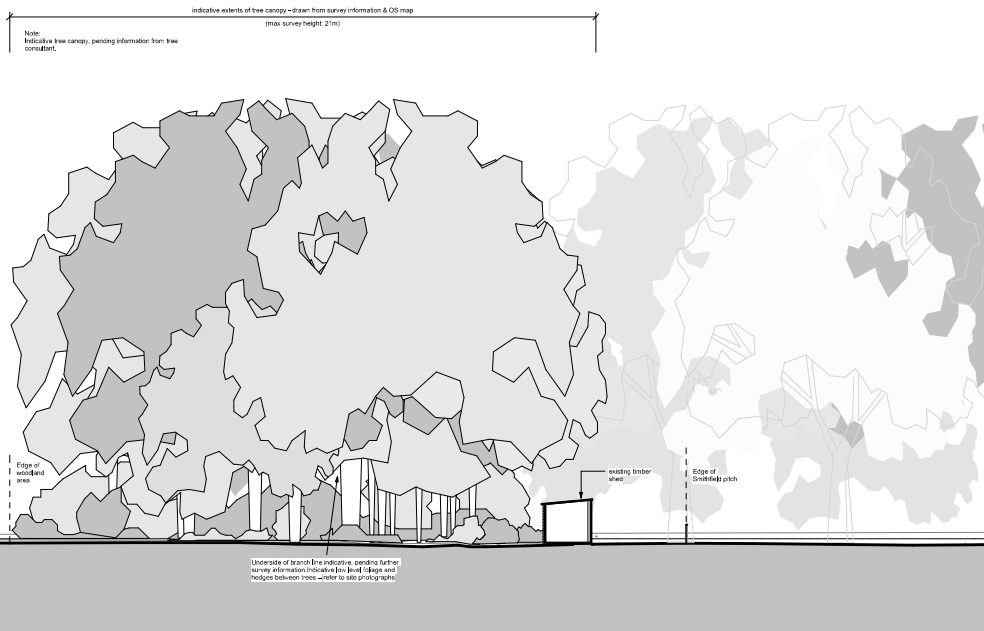 indicative extents of tree canopy – drawn from survey information & OS map
(max survey height: 21m)
Note:
Indicative tree canopy, pending information from tree
consultant.
Edge of
woodland
area
existing timber
shed
Edge of
Smithfield pitch
Underside of branch line indicative, pending further
survey information. Indicative low level foliage and
hedges between trees – refer to site photographs